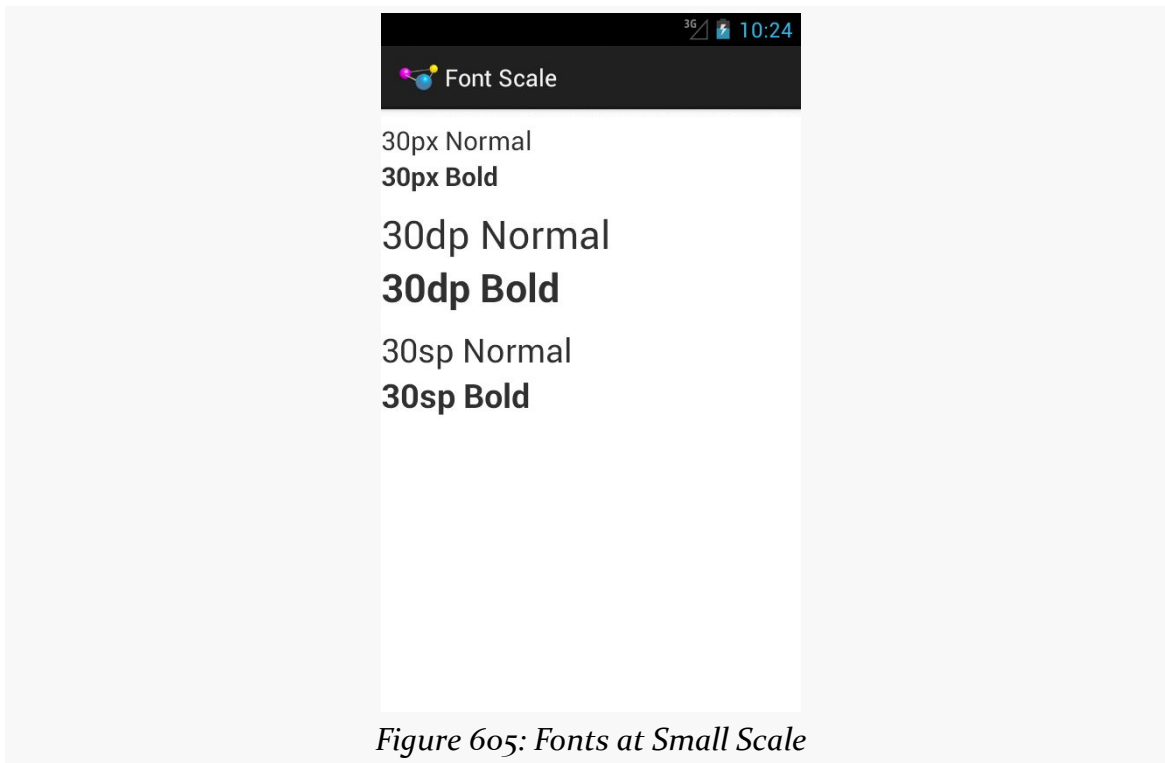 3G 10:24
Font Scale
30px Normal
30px Bold
30dp Normal
30dp Bold
30sp Normal
30sp Bold
Figure 605: Fonts at Small Scale